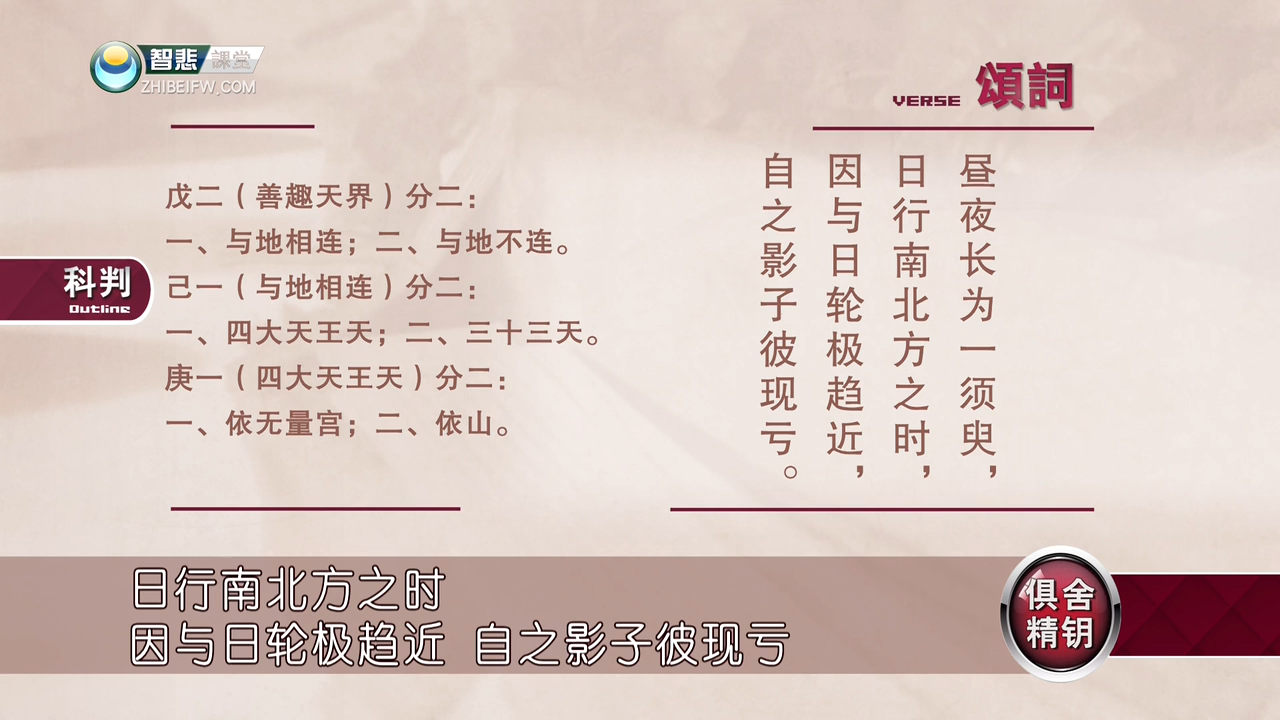 智悲課堂
ZHIBEIFW.COM
VERSE 頌詞
昼夜长为一须臾，
日行南北方之时，
因与日轮极趋近，
自之影子彼现亏。
科判
Outline
戊二（善趣天界）分二：
一、与地相连；二、与地不连。
己一（与地相连）分二：
一、四大天王天；二、三十三天。
庚一（四大天王天）分二：
一、依无量宫；二、依山。
日行南北方之时
因与日轮极趋近 自之影子彼现亏
俱舍
精钥